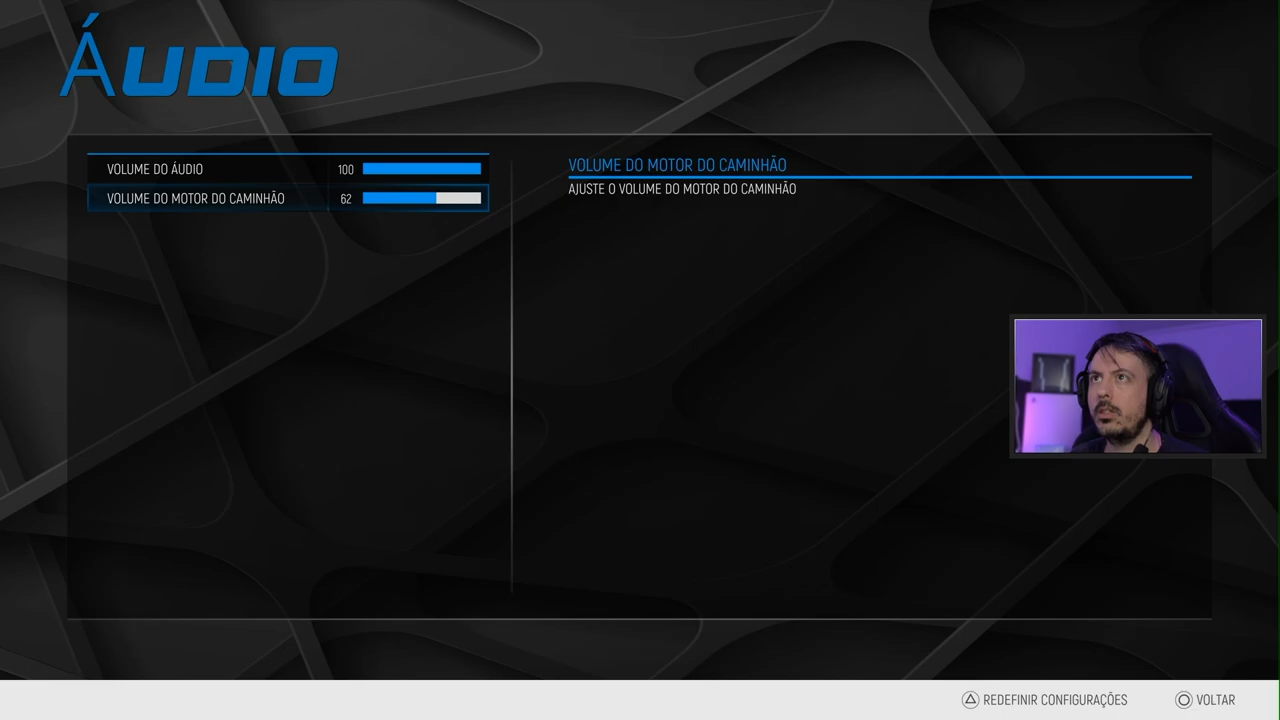 ÁUDIO
VOLUME DO ÁUDIO 100
VOLUME DO MOTOR DO CAMINHÃO 62
VOLUME DO MOTOR DO CAMINHÃO
AJUSTE O VOLUME DO MOTOR DO CAMINHÃO
REDEFINIR CONFIGURAÇÕES VOLTAR